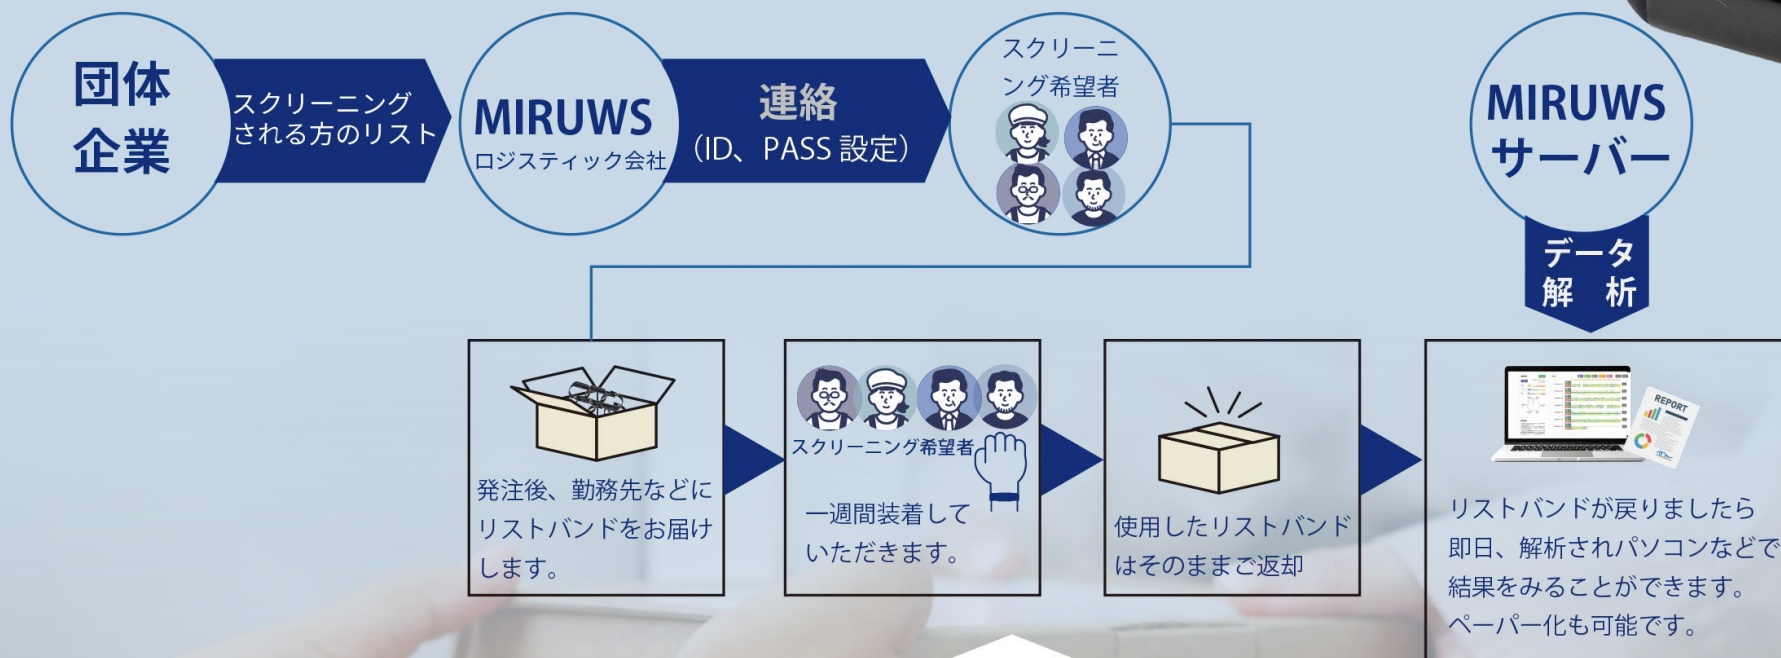 団体
企業
スクリーニング
される方のリスト
MIRUWS
ロジスティック会社
連絡
（ID、PASS 設定）
スクリーニ
ング希望者
MIRUWS
サーバー
データ
解　析
発注後、勤務先などに
リストバンドをお届け
します。
スクリーニング希望者
一週間装着して
いただきます。
使用したリストバンド
はそのままご返却
REPORT
リストバンドが戻りましたら
即日、解析されパソコンなどで
結果をみることができます。
ペーパー化も可能です。